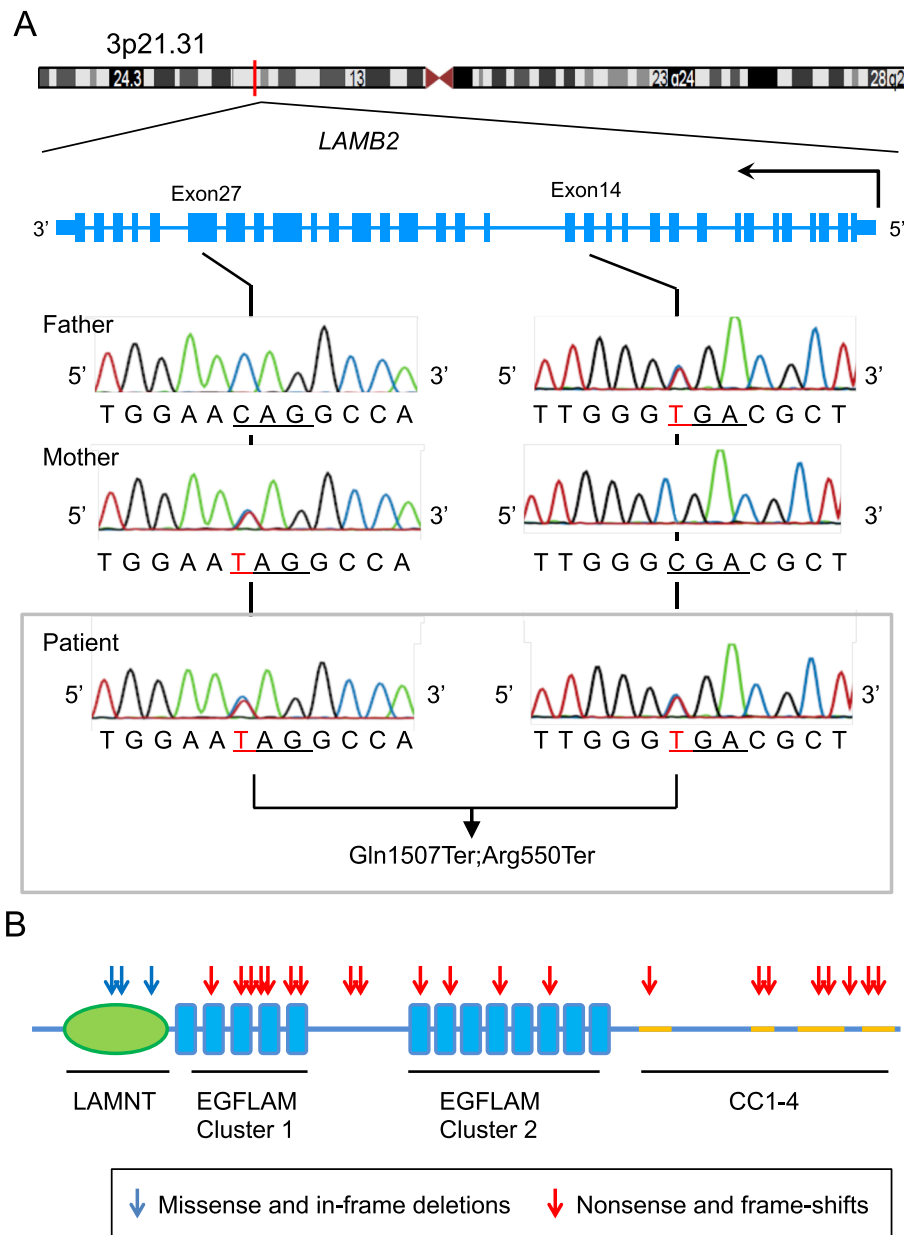 A
3p21.31
24.3 13 23 q24 28 q2
LAMB2
Exon27 Exon14
3’ 5’
Father
5’ 3’ 5’ 3’
T G G A A C A G G C C A T T G G G T G A C G C T
Mother
5’ 3’ 5’ 3’
T G G A A T A G G C C A T T G G G C G A C G C T
Patient
5’ 3’ 5’ 3’
T G G A A T A G G C C A T T G G G T G A C G C T
Gln1507Ter;Arg550Ter
B
LAMNT EGFLAM EGFLAM CC1-4
Cluster 1 Cluster 2
Missense and in-frame deletions Nonsense and frame-shifts